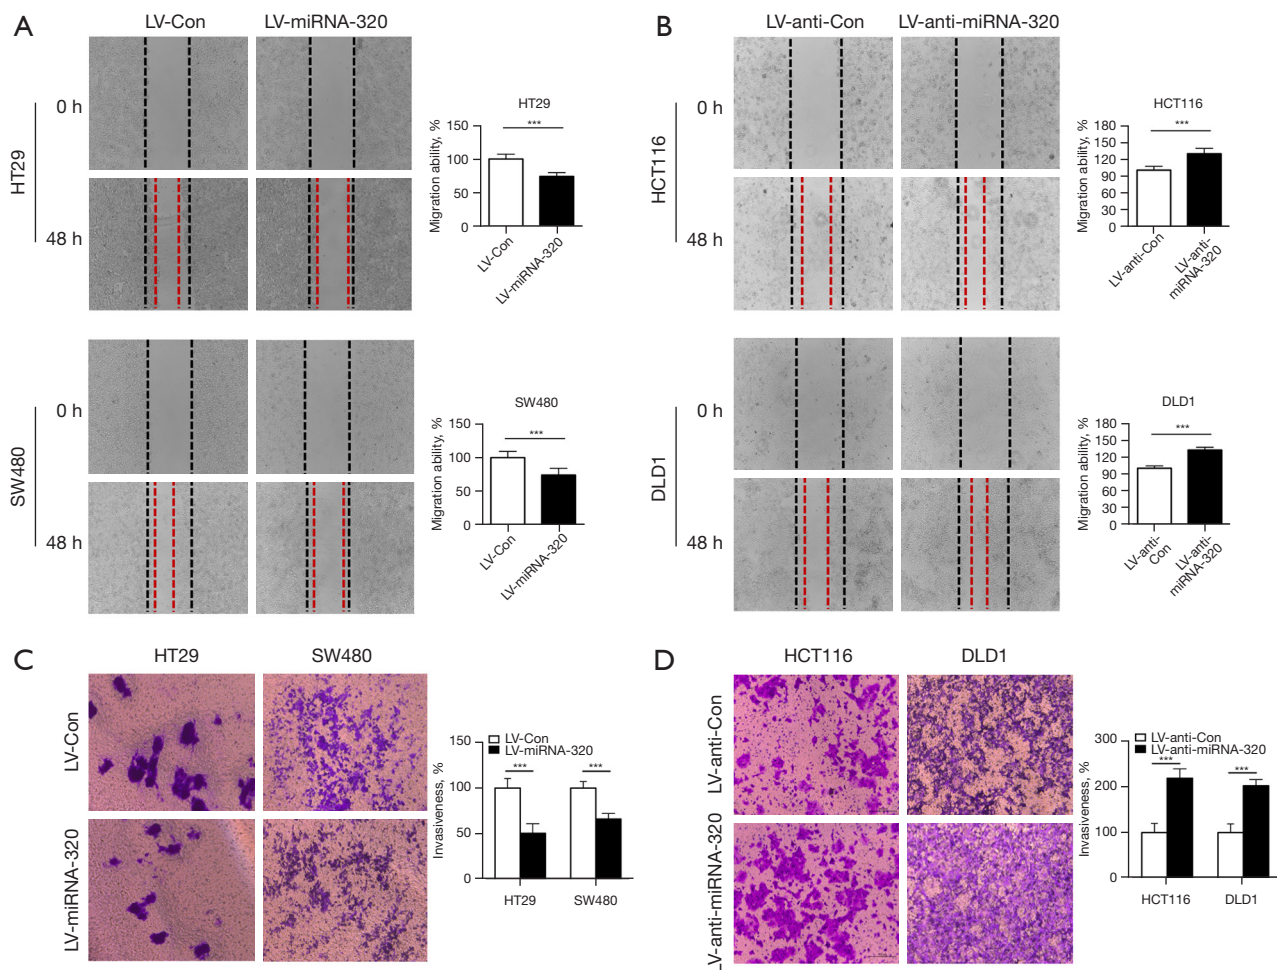 A
LV-Con
LV-miRNA-320
HT29
0 h
48 h
HT29
Migration ability, %
150
100
50
0
***
LV-Con
LV-miRNA-320
SW480
0 h
48 h
SW480
Migration ability, %
150
100
50
0
***
LV-Con
LV-miRNA-320
B
LV-anti-Con
LV-anti-miRNA-320
HCT116
0 h
48 h
HCT116
Migration ability, %
180
150
120
90
60
30
0
***
LV-anti-Con
LV-anti-
miRNA-320
DLD1
0 h
48 h
DLD1
Migration ability, %
180
150
120
90
60
30
0
***
LV-anti-
Con
LV-anti-
miRNA-320
C
HT29
SW480
LV-Con
LV-miRNA-320
Invasiveness, %
150
100
50
0
LV-Con
LV-miRNA-320
***
***
HT29
SW480
D
HCT116
DLD1
LV-anti-Con
LV-anti-miRNA-320
Invasiveness, %
300
200
100
0
LV-anti-Con
LV-anti-miRNA-320
***
***
HCT116
DLD1